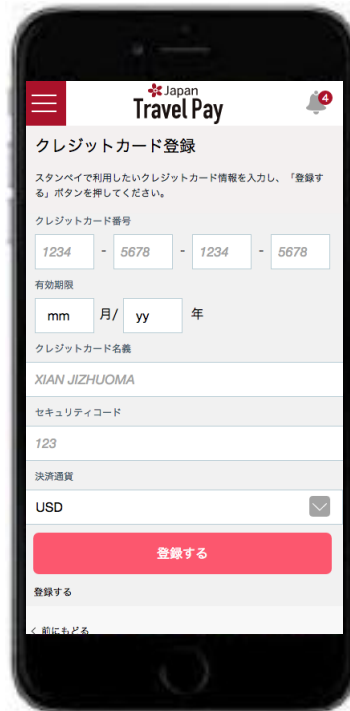 Japan
Travel Pay
4
クレジットカード登録
スタンペイで利用したいクレジットカード情報を入力し、「登録す
る」ボタンを押してください。
クレジットカード番号
1234 - 5678 - 1234 - 5678
有効期限
mm 月/ yy 年
クレジットカード名義
XIAN JIZHUOMA
セキュリティコード
123
決済通貨
USD
登録する
登録する
< 前にもどる